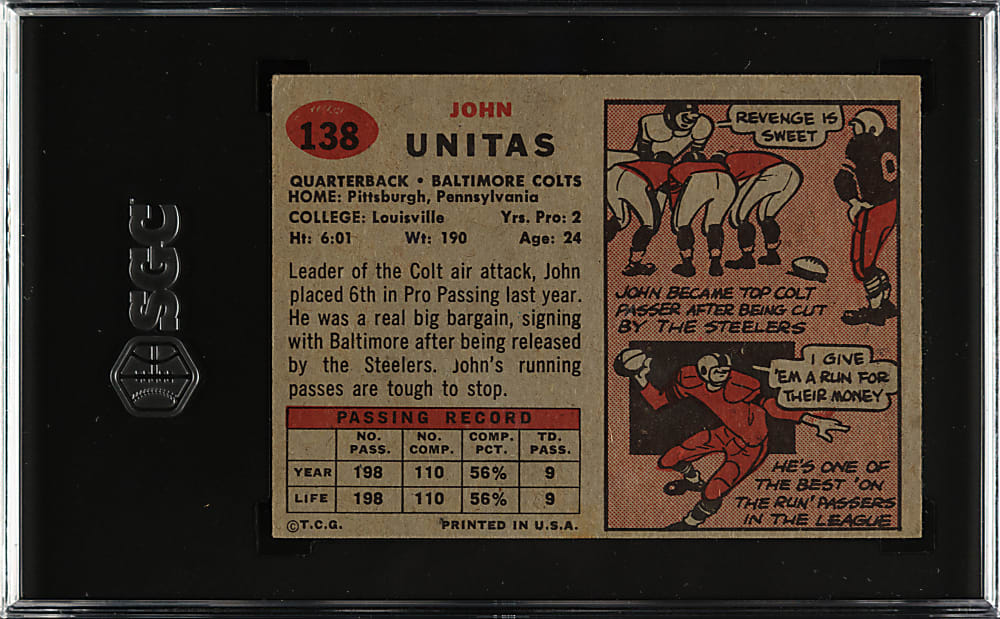 SGC
138
JOHN
UNITAS
QUARTERBACK • BALTIMORE COLTS
HOME: Pittsburgh, Pennsylvania
COLLEGE: Louisville Yrs. Pro: 2
Ht: 6:01 Wt: 190 Age: 24
Leader of the Colt air attack, John
placed 6th in Pro Passing last year.
He was a real big bargain, signing
with Baltimore after being released
by the Steelers. John's running
passes are tough to stop.
PASSING RECORD
NO. PASS. NO. COMP. COMP. PCT. TD. PASS.
YEAR 198 110 56% 9
LIFE 198 110 56% 9
©T.C.G. PRINTED IN U.S.A.
REVENGE IS
SWEET
JOHN BECAME TOP COLT
PASSER AFTER BEING CUT
BY THE STEELERS
I GIVE
'EM A RUN FOR
THEIR MONEY
HE'S ONE OF
THE BEST 'ON
THE RUN' PASSERS
IN THE LEAGUE